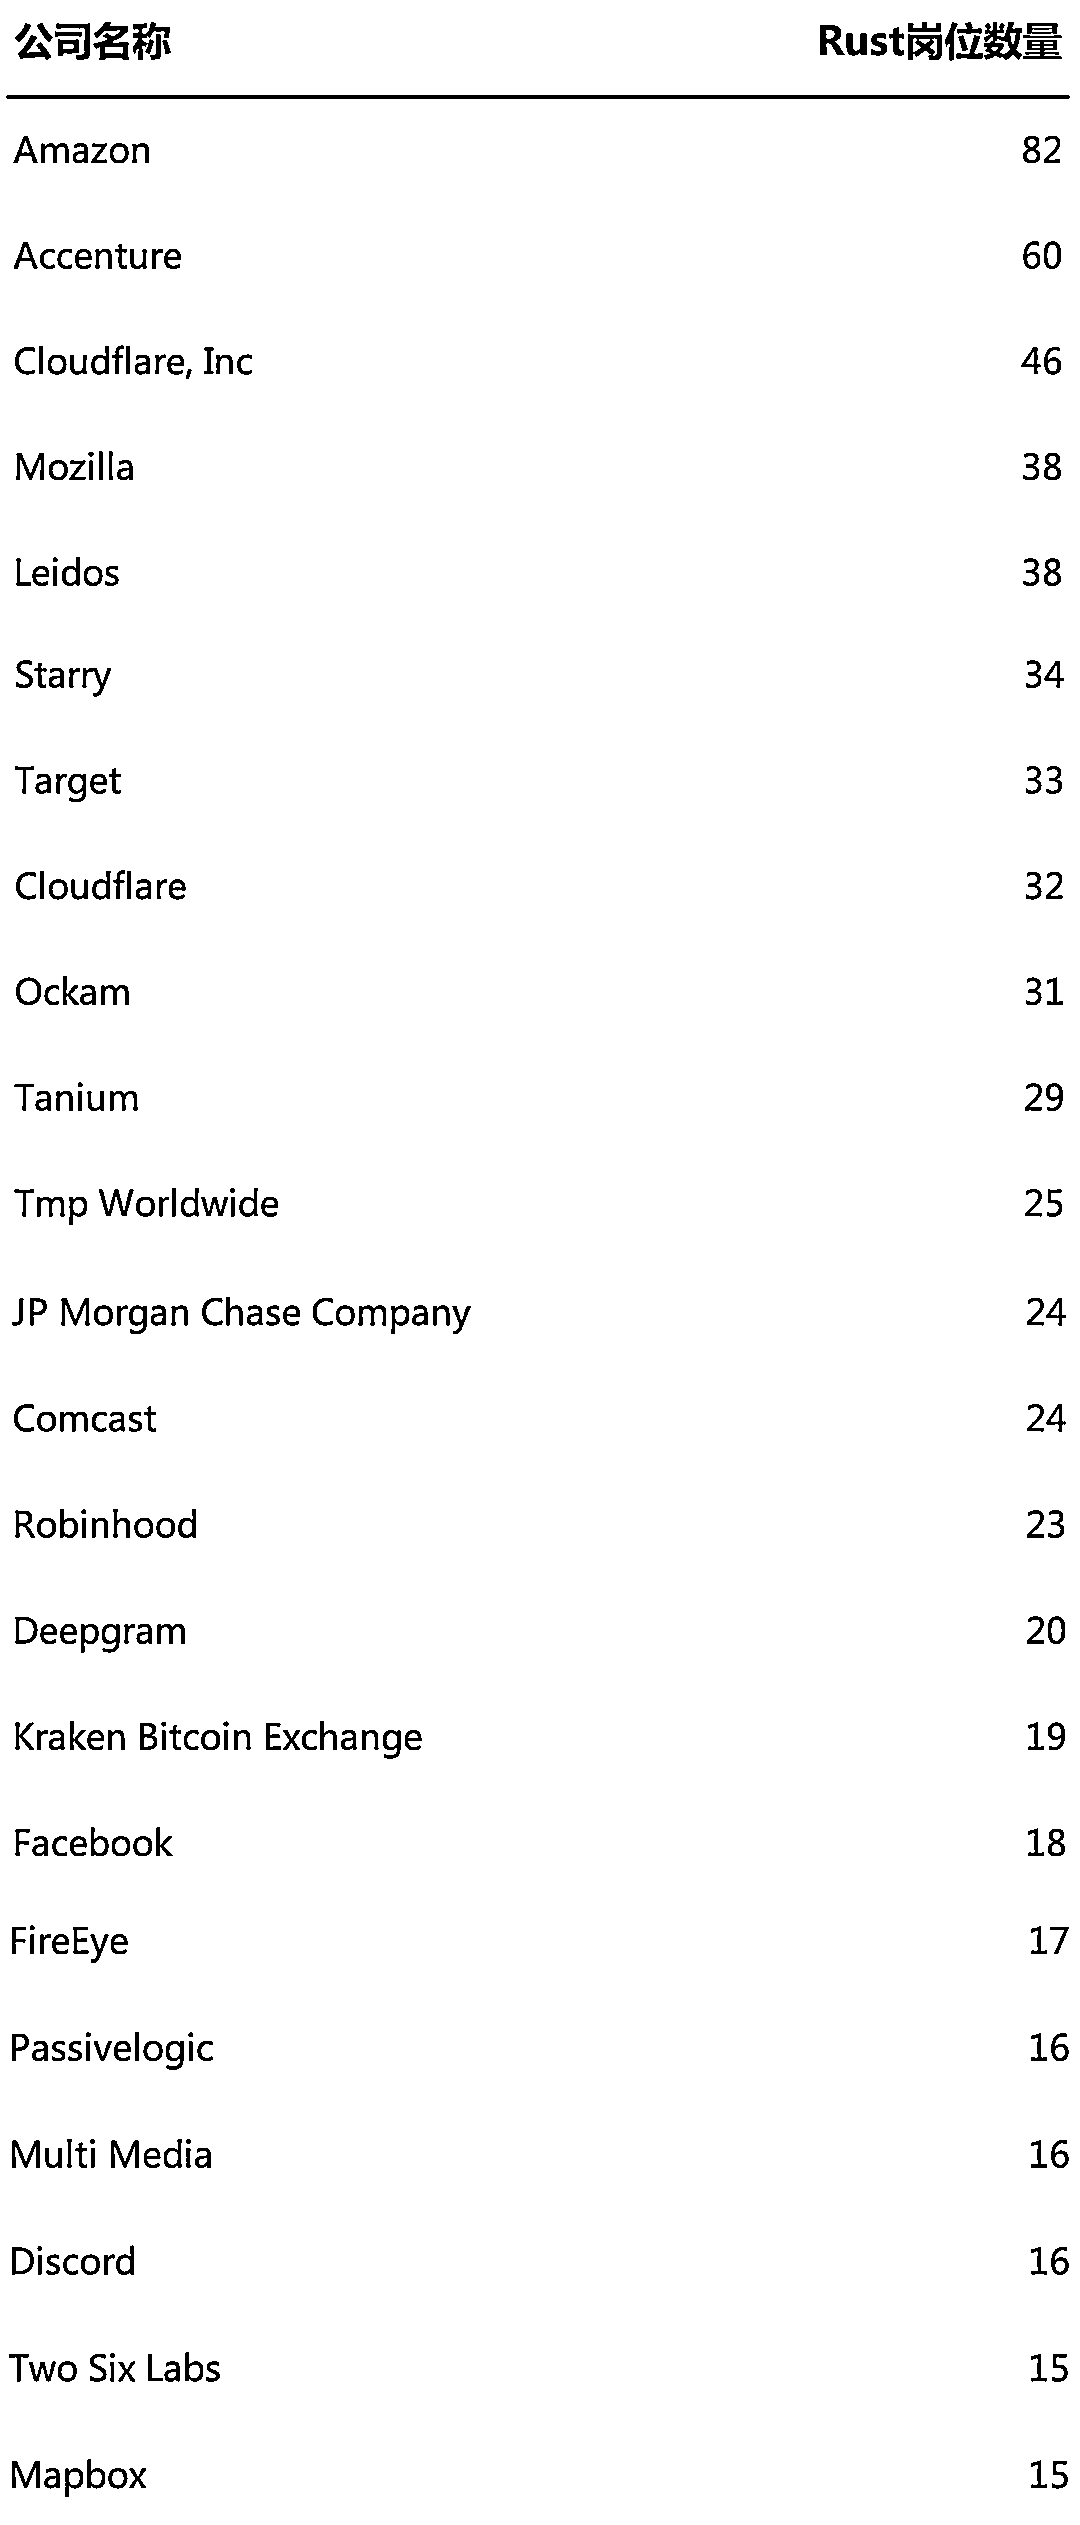 公司名称 Rust岗位数量
Amazon 82
Accenture 60
Cloudflare, Inc 46
Mozilla 38
Leidos 38
Starry 34
Target 33
Cloudflare 32
Ockam 31
Tanium 29
Tmp Worldwide 25
JP Morgan Chase Company 24
Comcast 24
Robinhood 23
Deepgram 20
Kraken Bitcoin Exchange 19
Facebook 18
FireEye 17
Passivelogic 16
Multi Media 16
Discord 16
Two Six Labs 15
Mapbox 15